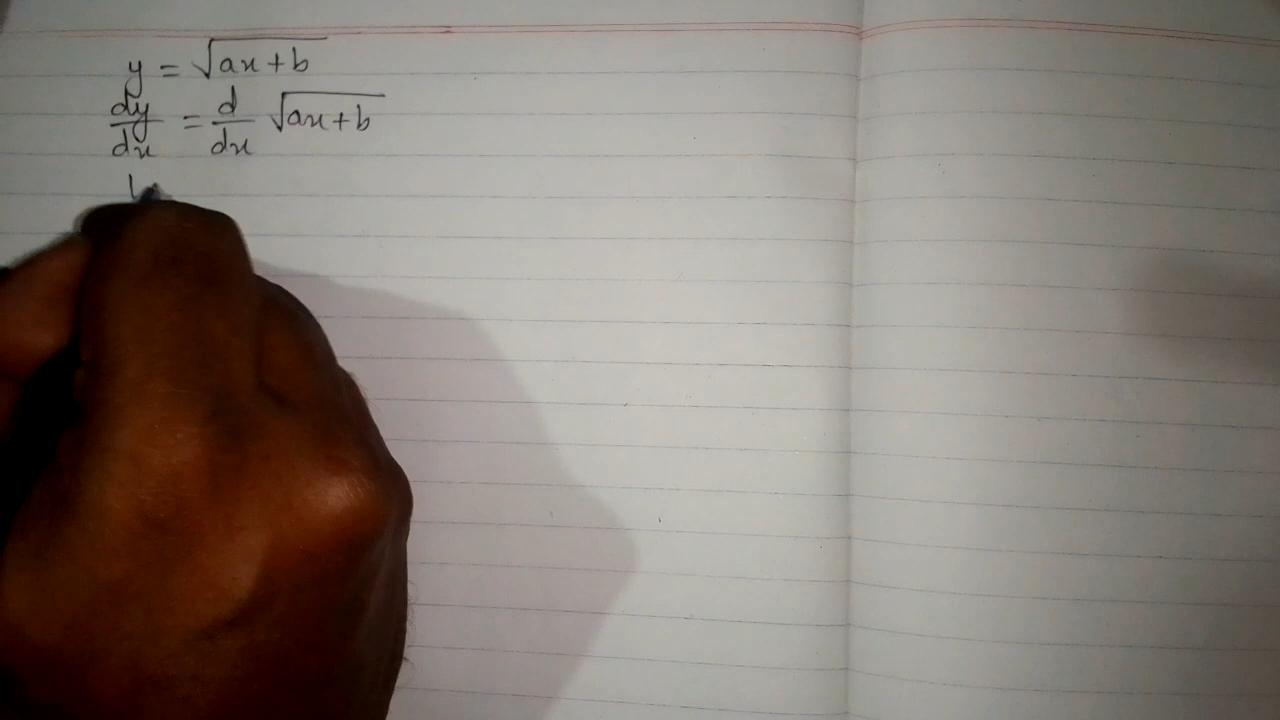 y = √ax+b
dy/dx = d/dx √ax+b